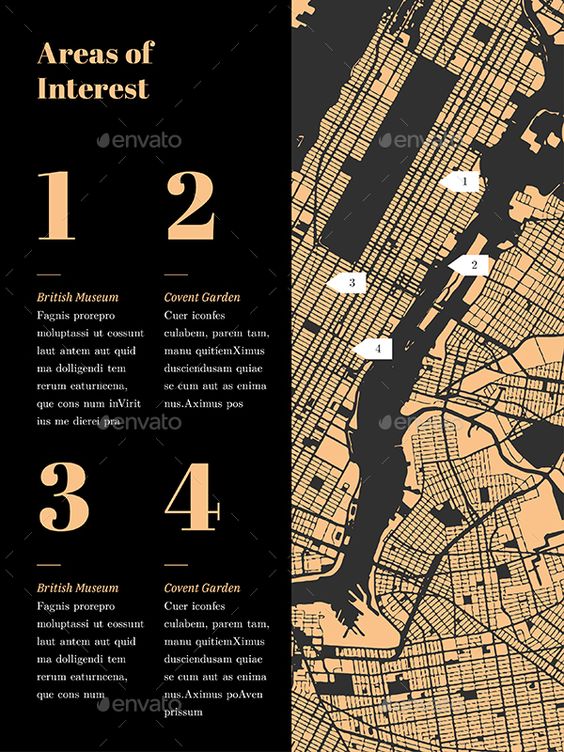 Areas of
Interest
1
British Museum
Fagnis prorepro
moluptassi ut cossunt
laut antem aut quid
ma dolligendi tem
rerum eaturnecna,
que cons num inVirit
ius me dierei pra
2
Covent Garden
Cuer iconfes
culabem, parem tam,
manu quitiemXimus
dusciendusam quiae
se cum aut as enima
nus.Aximus pos
3
British Museum
Fagnis prorepro
moluptassi ut cossunt
laut antem aut quid
ma dolligendi tem
rerum eaturnecna,
que cons num
4
Covent Garden
Cuer iconfes
culabem, parem tam,
manu quitiemXimus
dusciendusam quiae
se cum aut as enima
nus.Aximus poAven
prissum
1
2
3
4
envato
envato
envato
envato
envato
envato